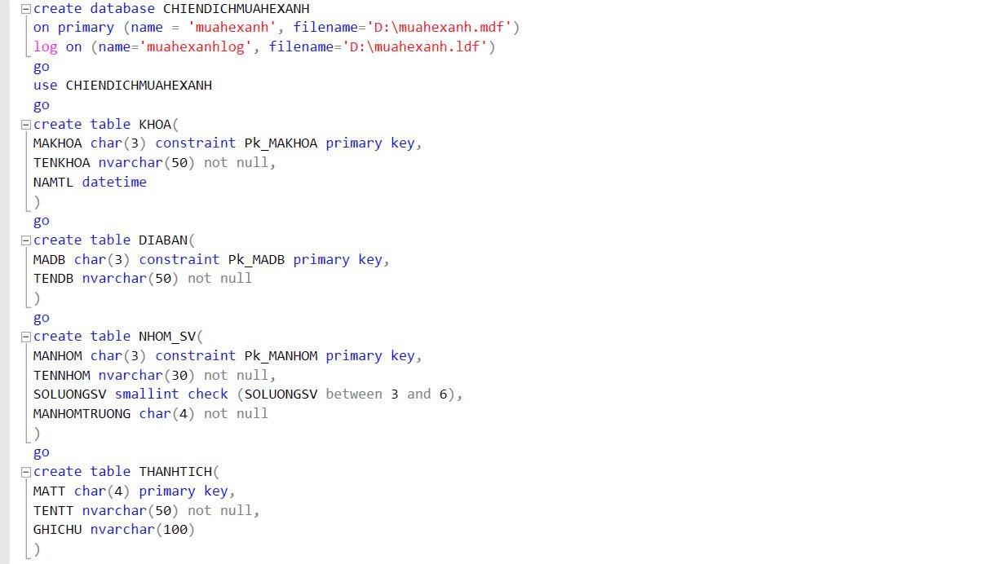 create database CHIENDICHMUAHEXANH
on primary (name = 'muahexanh', filename='D:\muahexanh.mdf')
log on (name='muahexanhlog', filename='D:\muahexanh.ldf')
go
use CHIENDICHMUAHEXANH
go
create table KHOA(
MAKHOA char(3) constraint Pk_MAKHOA primary key,
TENKHOA nvarchar(50) not null,
NAMTL datetime
)
go
create table DIABAN(
MADB char(3) constraint Pk_MADB primary key,
TENDB nvarchar(50) not null
)
go
create table NHOM_SV(
MANHOM char(3) constraint Pk_MANHOM primary key,
TENNHOM nvarchar(30) not null,
SOLUONGSV smallint check (SOLUONGSV between 3 and 6),
MANHOMTRUONG char(4) not null
)
go
create table THANHTICH(
MATT char(4) primary key,
TENTT nvarchar(50) not null,
GHICHU nvarchar(100)
)